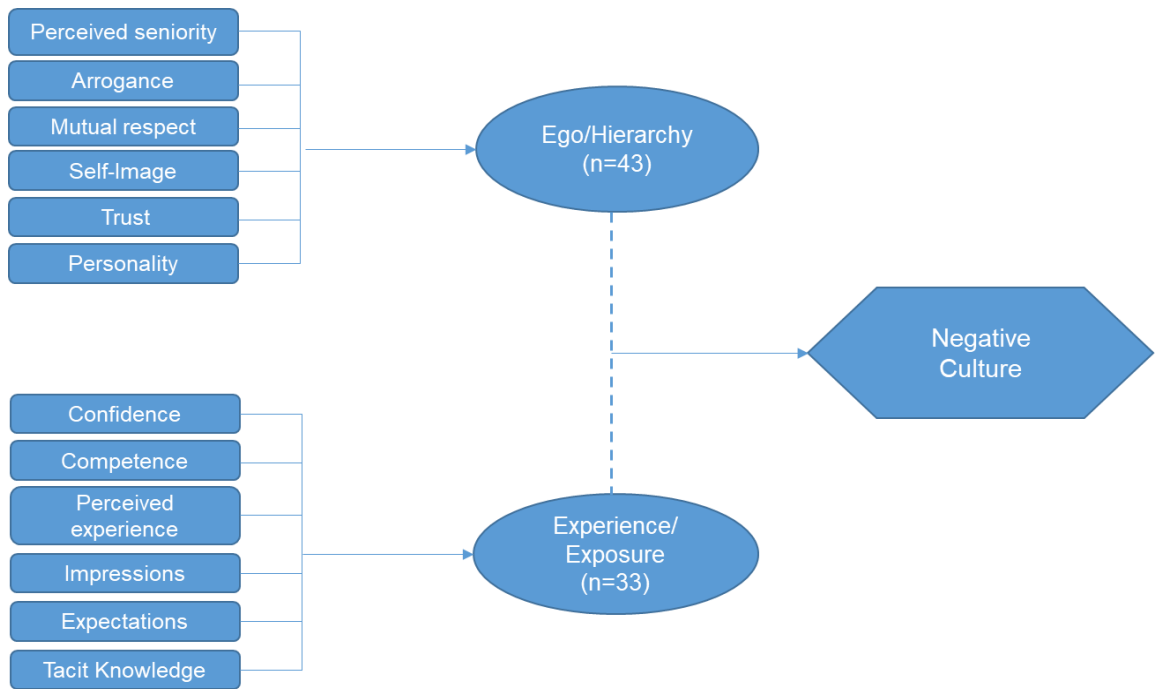 Perceived seniority
Arrogance
Mutual respect
Self-Image
Trust
Personality
Ego/Hierarchy
(n=43)
Negative
Culture
Confidence
Competence
Perceived
experience
Impressions
Expectations
Tacit Knowledge
Experience/
Exposure
(n=33)